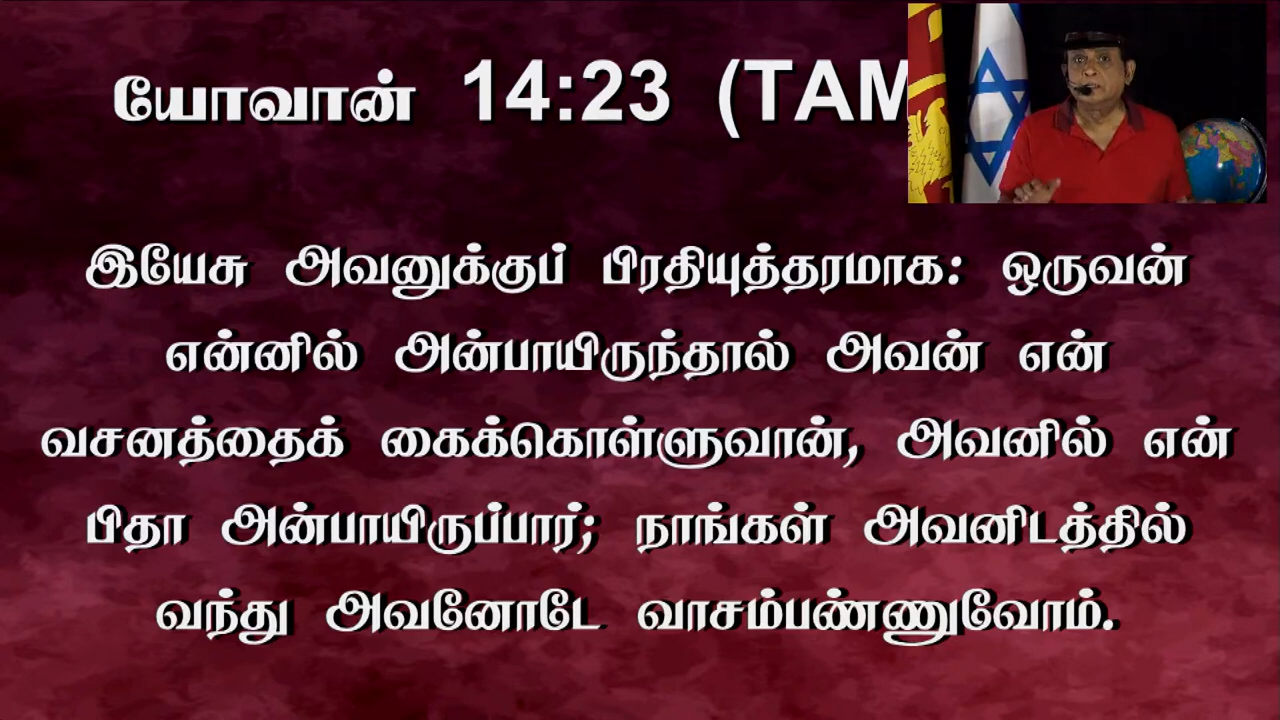 யோவான் 14:23 (TAM
இயேசு அவனுக்குப் பிரதியுத்தரமாக: ஒருவன்
என்னில் அன்பாயிருந்தால் அவன் என்
வசனத்தைக் கைக்கொள்ளுவான், அவனில் என்
பிதா அன்பாயிருப்பார்; நாங்கள் அவனிடத்தில்
வந்து அவனோடே வாசம்பண்ணுவோம்.